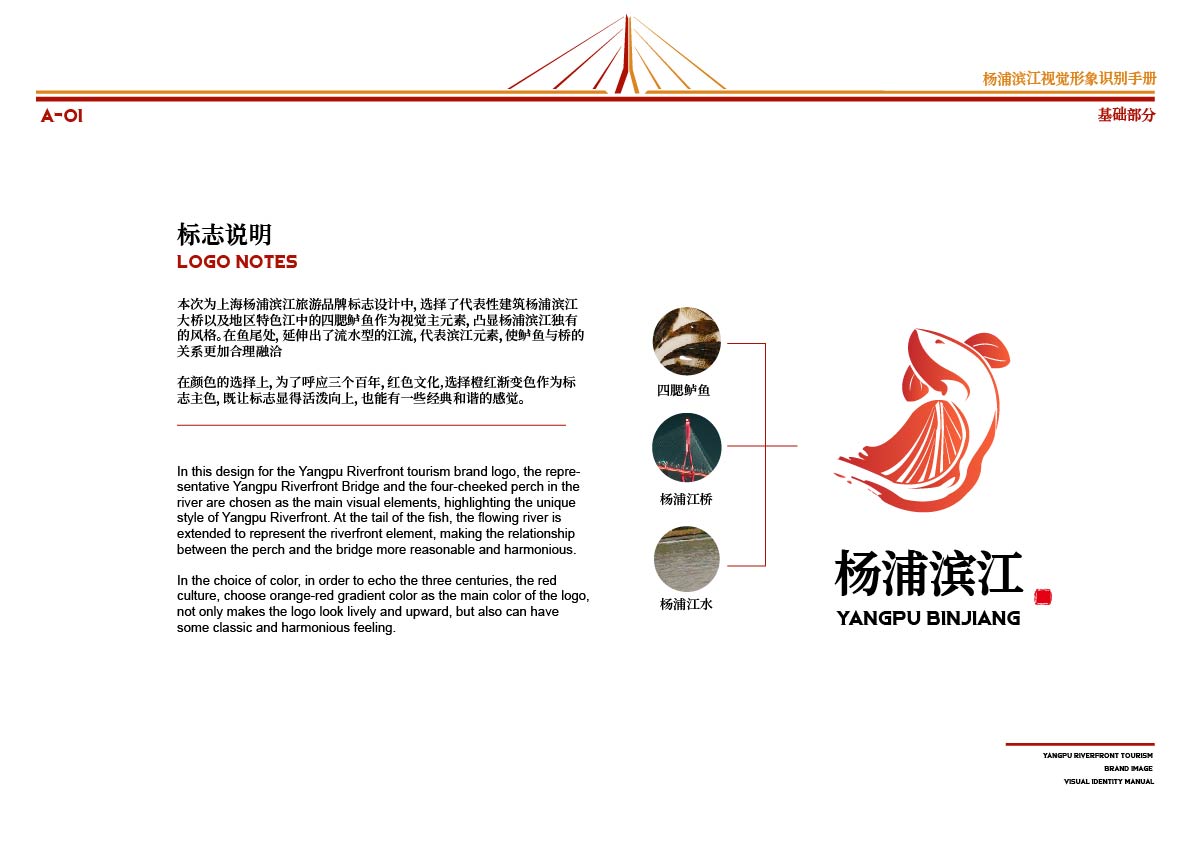 杨浦滨江视觉形象识别手册
A-01
基础部分
标志说明
LOGO NOTES
本次为上海杨浦滨江旅游品牌标志设计中, 选择了代表性建筑杨浦滨江
大桥以及地区特色江中的四腮鲈鱼作为视觉主元素, 凸显杨浦滨江独有
的风格。在鱼尾处, 延伸出了流水型的江流, 代表滨江元素, 使鲈鱼与桥的
关系更加合理融洽
在颜色的选择上, 为了呼应三个百年, 红色文化,选择橙红渐变色作为标
志主色, 既让标志显得活泼向上, 也能有一些经典和谐的感觉。
In this design for the Yangpu Riverfront tourism brand logo, the repre-
sentative Yangpu Riverfront Bridge and the four-cheeked perch in the
river are chosen as the main visual elements, highlighting the unique
style of Yangpu Riverfront. At the tail of the fish, the flowing river is
extended to represent the riverfront element, making the relationship
between the perch and the bridge more reasonable and harmonious.
In the choice of color, in order to echo the three centuries, the red
culture, choose orange-red gradient color as the main color of the logo,
not only makes the logo look lively and upward, but also can have
some classic and harmonious feeling.
四腮鲈鱼
杨浦江桥
杨浦江水
杨浦滨江
YANGPU BINJIANG
YANGPU RIVERFRONT TOURISM
BRAND IMAGE
VISUAL IDENTITY MANUAL